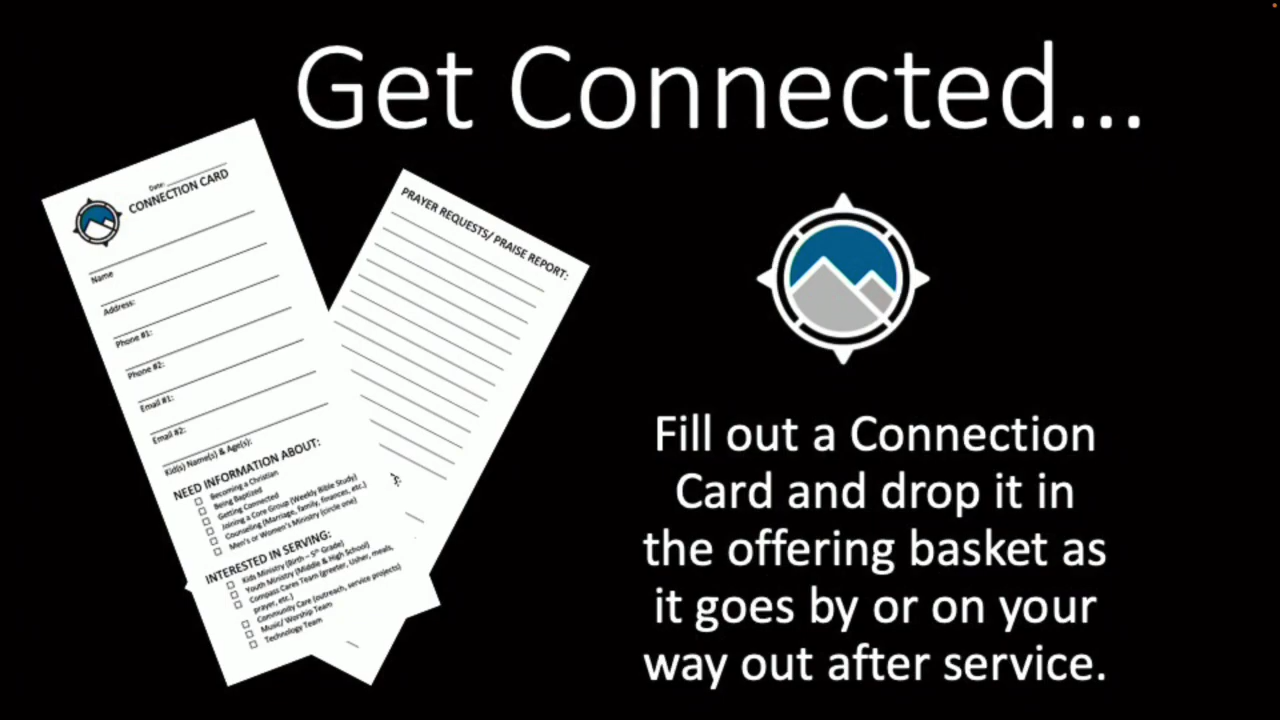 Get Connected...
Date:
CONNECTION CARD
Name
Address:
Phone #1:
Phone #2:
Email #1:
Email #2:
Kid(s) Name(s) & Age(s):
NEED INFORMATION ABOUT:
Becoming a Christian
Being Baptized
Getting Connected
Joining a Core Group (Weekly Bible Study)
Counseling (Marriage, family, finances, etc.)
Men's or Women's Ministry (circle one)
INTERESTED IN SERVING:
Kids Ministry (Birth – 5th Grade)
Youth Ministry (Middle & High School)
Compass Cares Team (greeter, Usher, meals,
prayer, etc.)
Community Care (outreach, service projects)
Music/ Worship Team
Technology Team
PRAYER REQUESTS/ PRAISE REPORT:
Fill out a Connection
Card and drop it in
the offering basket as
it goes by or on your
way out after service.